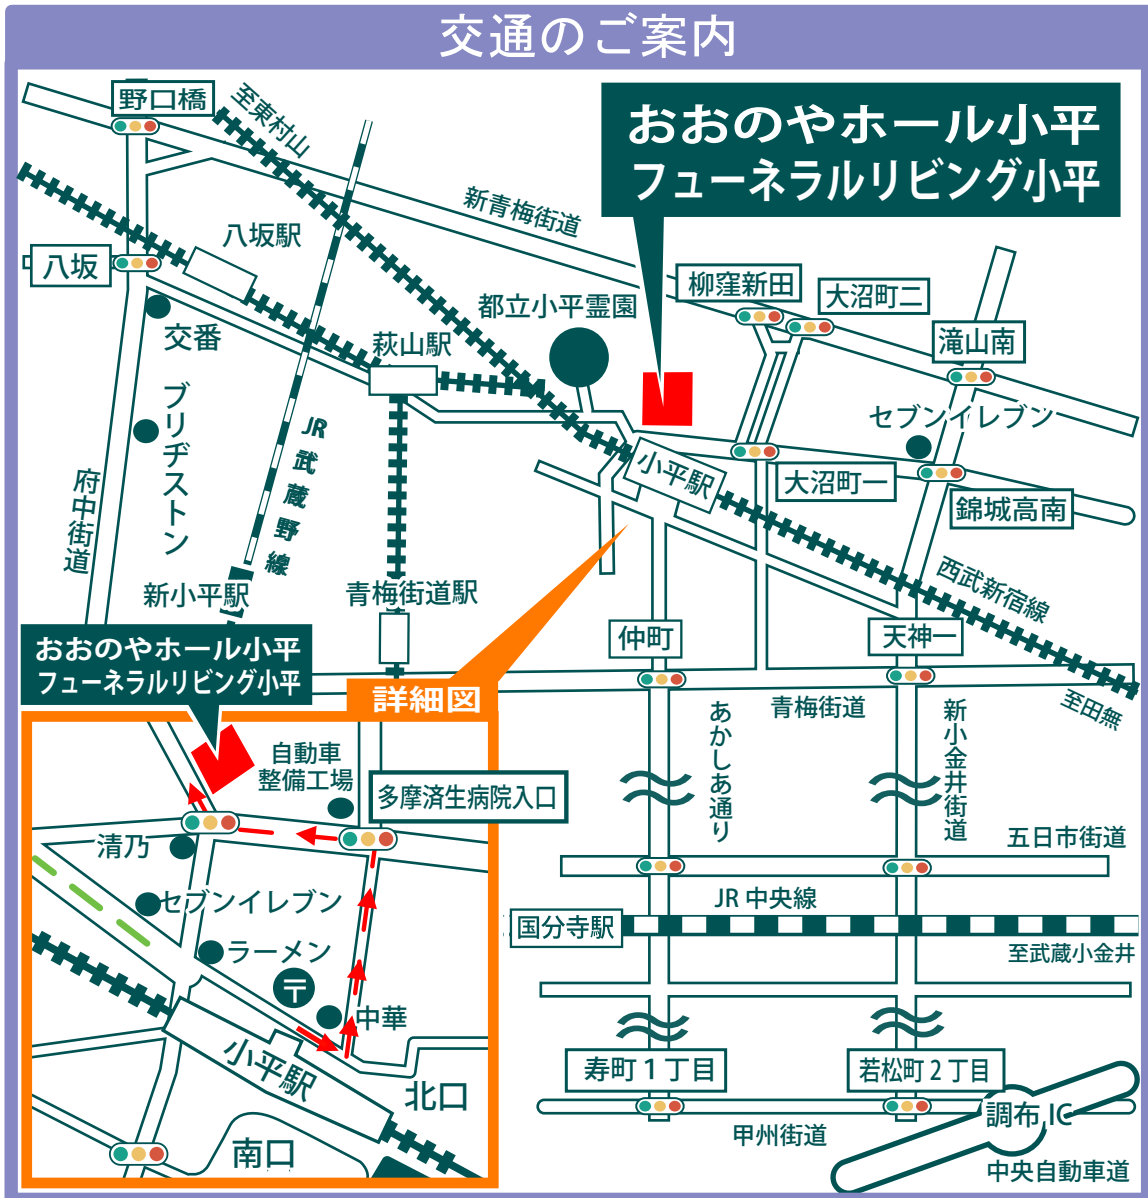 交通のご案内
野口橋
至東村山
おおのやホール小平
フューネラルリビング小平
新青梅街道
八坂駅
八坂
柳窪新田
大沼町二
都立小平霊園
交番
萩山駅
滝山南
ブリヂストン
セブンイレブン
JR武蔵野線
府中街道
小平駅
大沼町一
錦城高南
新小平駅
青梅街道駅
西武新宿線
仲町
天神一
おおのやホール小平
フューネラルリビング小平
詳細図
青梅街道
至田無
あかしあ通り
新小金井街道
自動車
整備工場
多摩済生病院入口
清乃
五日市街道
セブンイレブン
JR中央線
国分寺駅
ラーメン
至武蔵小金井
〒
中華
小平駅
北口
南口
寿町1丁目
若松町2丁目
調布IC
甲州街道
中央自動車道